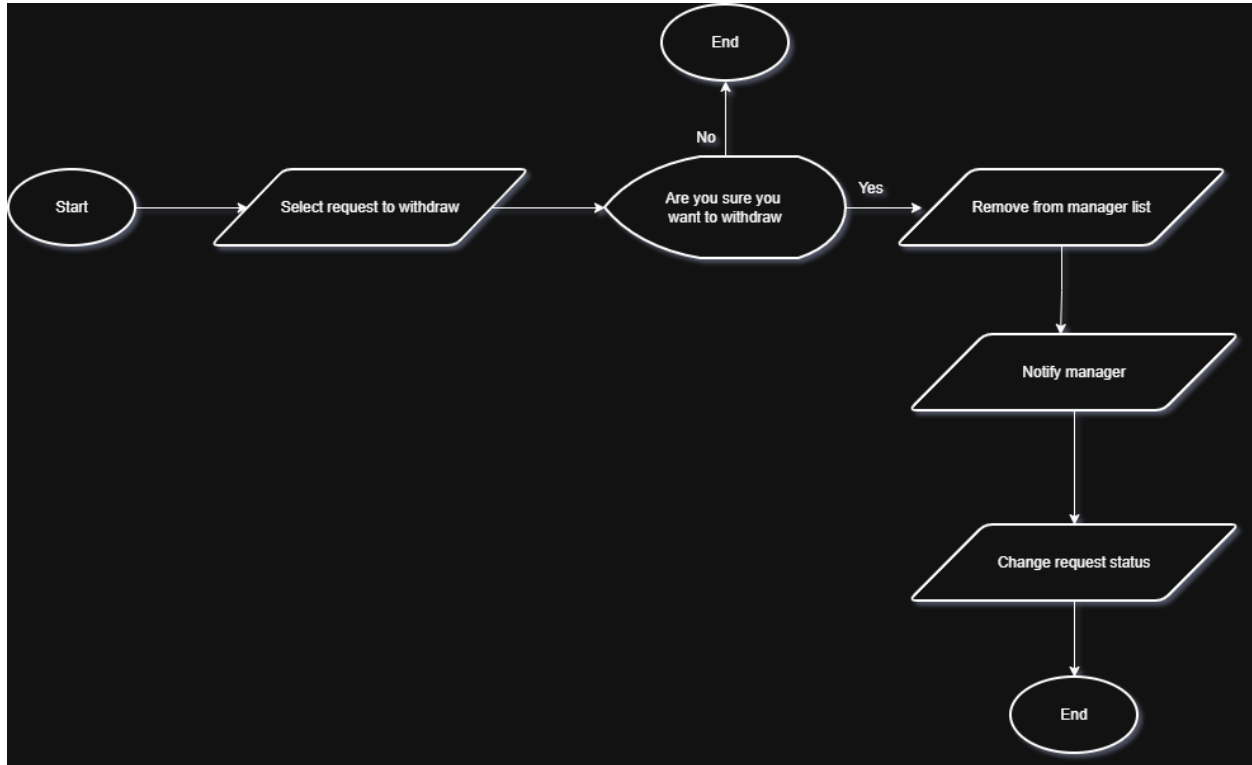 End
No
Start
Select request to withdraw
Are you sure you
want to withdraw
Yes
Remove from manager list
Notify manager
Change request status
End